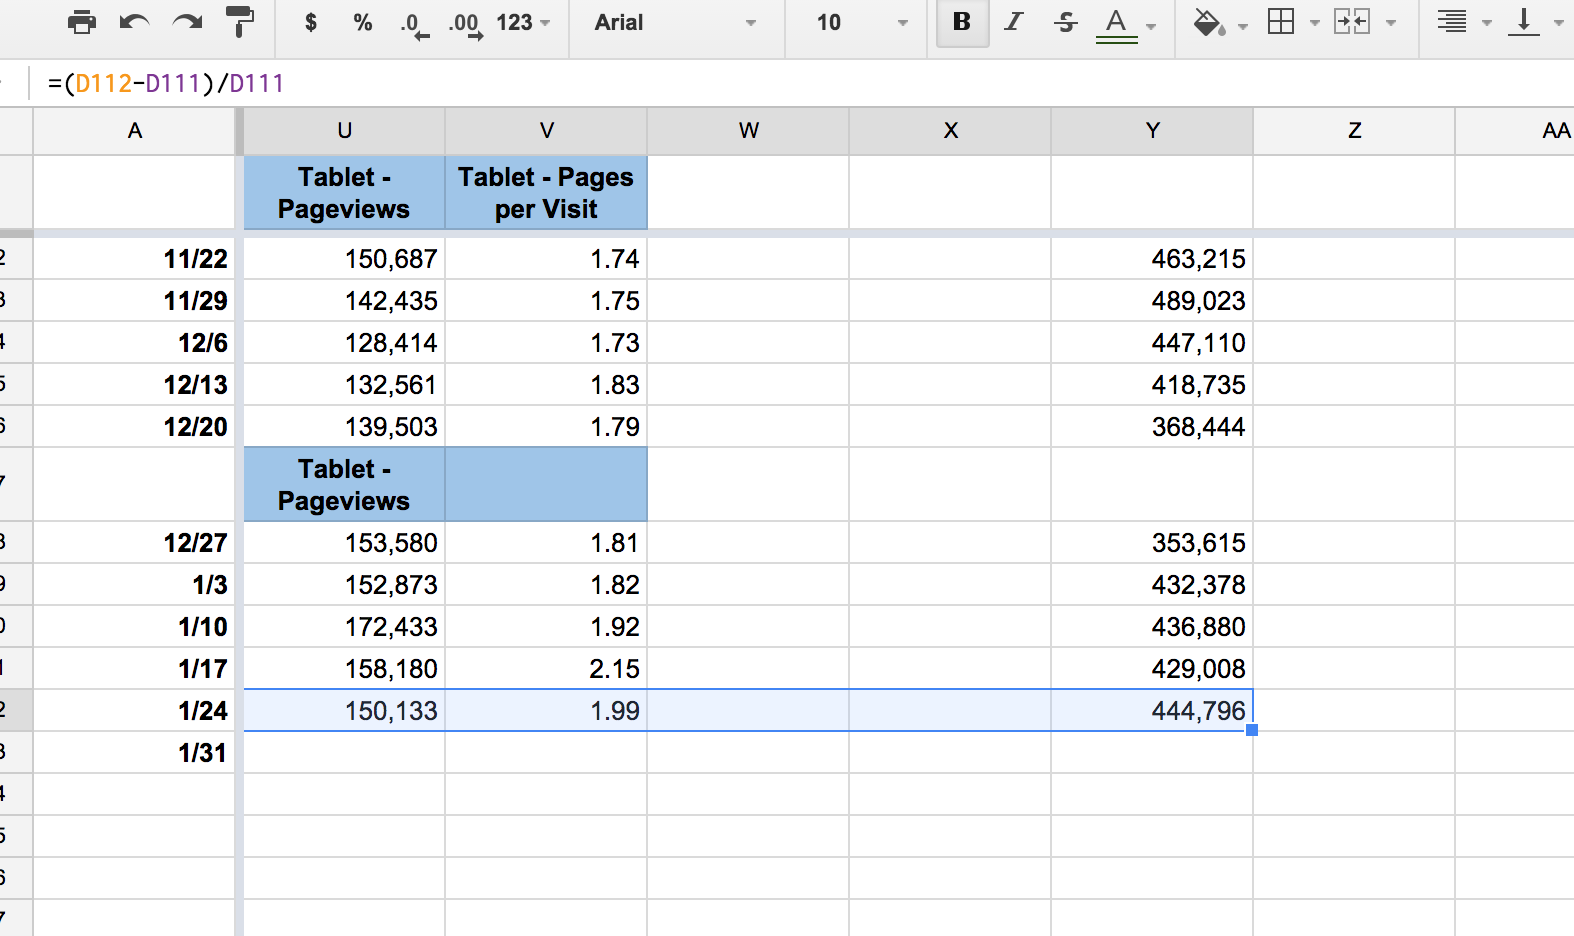 $ % .0 .00 123 Arial 10 B I S A
=(D112-D111)/D111
A U V W X Y Z AA
Tablet - Pageviews Tablet - Pages per Visit
2 11/22 150,687 1.74 463,215
3 11/29 142,435 1.75 489,023
4 12/6 128,414 1.73 447,110
5 12/13 132,561 1.83 418,735
6 12/20 139,503 1.79 368,444
7 Tablet - Pageviews
8 12/27 153,580 1.81 353,615
9 1/3 152,873 1.82 432,378
0 1/10 172,433 1.92 436,880
1 1/17 158,180 2.15 429,008
2 1/24 150,133 1.99 444,796
3 1/31
4
5
6
7